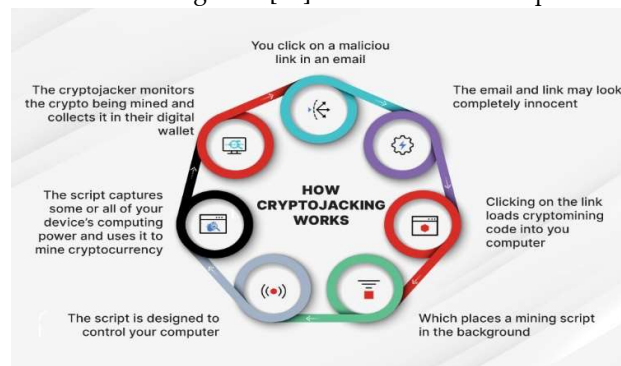 You click on a maliciou
link in an email
The email and link may look
completely innocent
Clicking on the link
loads cryptomining
code into you
computer
Which places a mining script
in the background
The script is designed to
control your computer
The script captures
some or all of your
device's computing
power and uses it to
mine cryptocurrency
The cryptojacker monitors
the crypto being mined and
collects it in their digital
wallet
HOW
CRYPTOJACKING
WORKS